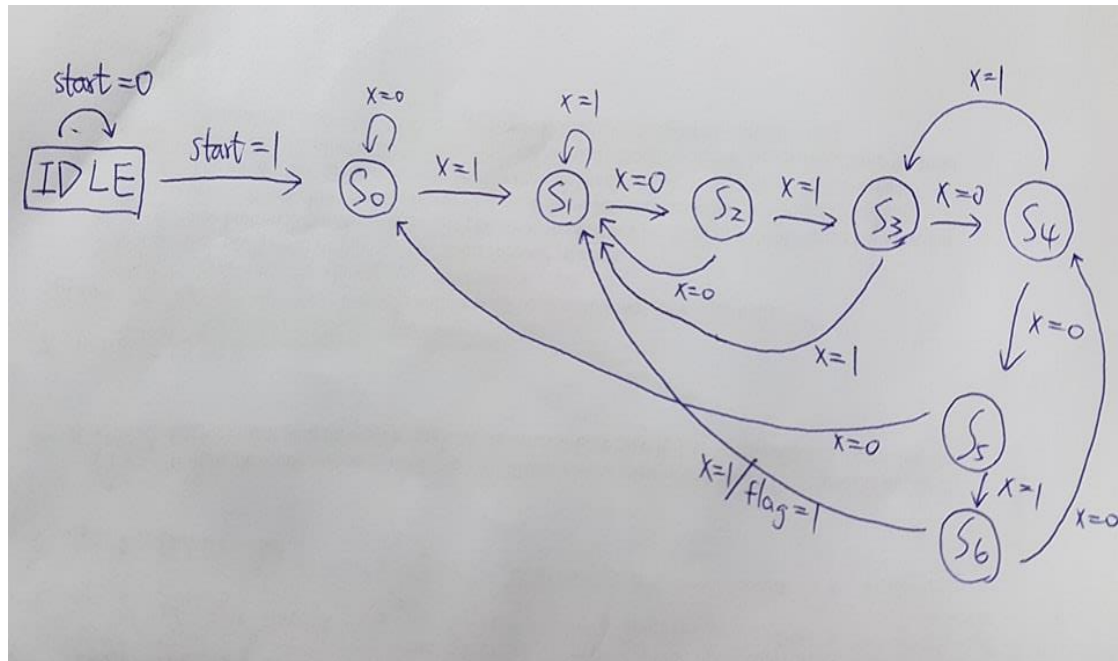 start=0
IDLE
start=1
x=0
S0
x=1
x=1
S1
x=0
S2
x=1
S3
x=0
S4
x=1
x=0
x=1
x=0
S5
x=0
x=1
S6
x=1/flag=1
x=0